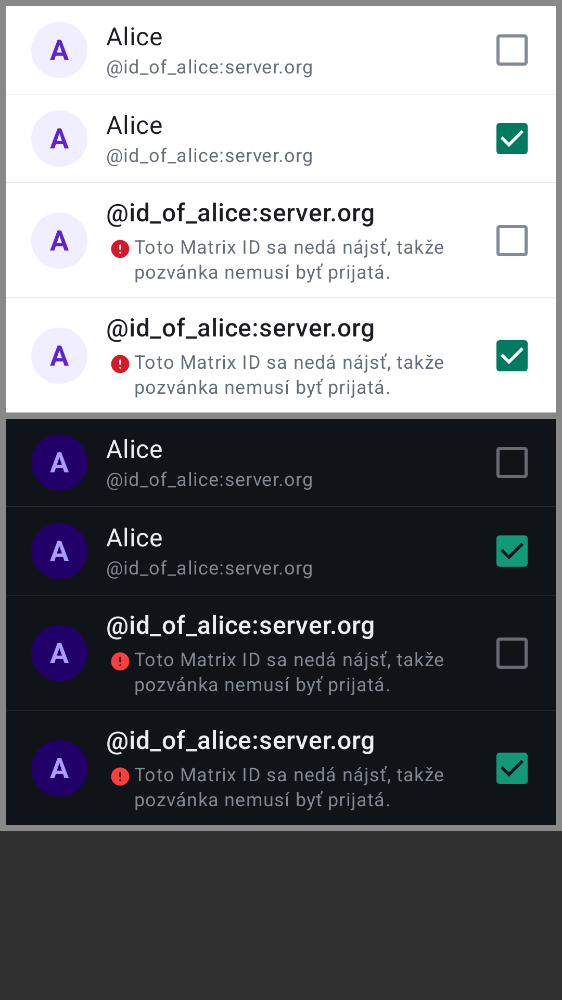 A
Alice
@id_of_alice:server.org
A
Alice
@id_of_alice:server.org
A
@id_of_alice:server.org
Toto Matrix ID sa nedá nájsť, takže
pozvánka nemusí byť prijatá.
A
@id_of_alice:server.org
Toto Matrix ID sa nedá nájsť, takže
pozvánka nemusí byť prijatá.
A
Alice
@id_of_alice:server.org
A
Alice
@id_of_alice:server.org
A
@id_of_alice:server.org
Toto Matrix ID sa nedá nájsť, takže
pozvánka nemusí byť prijatá.
A
@id_of_alice:server.org
Toto Matrix ID sa nedá nájsť, takže
pozvánka nemusí byť prijatá.